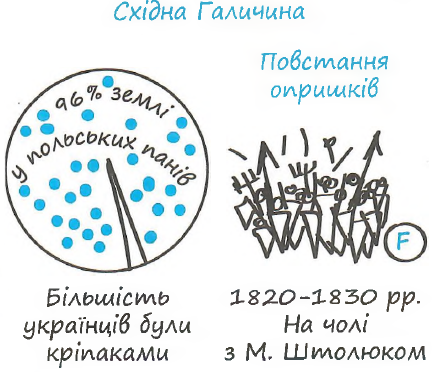 Східна Галичина
96% землі
у польських панів
Більшість
українців були
кріпаками
Повстання
опришків
F
1820-1830 рр.
На чолі
з М. Штолюком